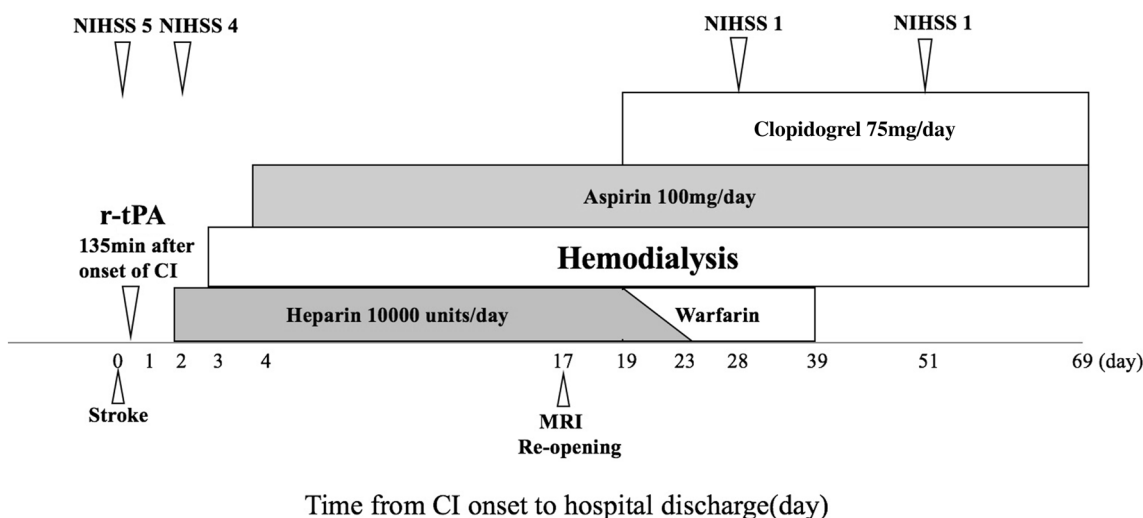 NIHSS 5 NIHSS 4
NIHSS 1
NIHSS 1
Clopidogrel 75mg/day
Aspirin 100mg/day
r-tPA
135min after
onset of CI
Hemodialysis
Heparin 10000 units/day
Warfarin
0 1 2 3 4 17 19 23 28 39 51 69 (day)
Stroke
MRI
Re-opening
Time from CI onset to hospital discharge(day)